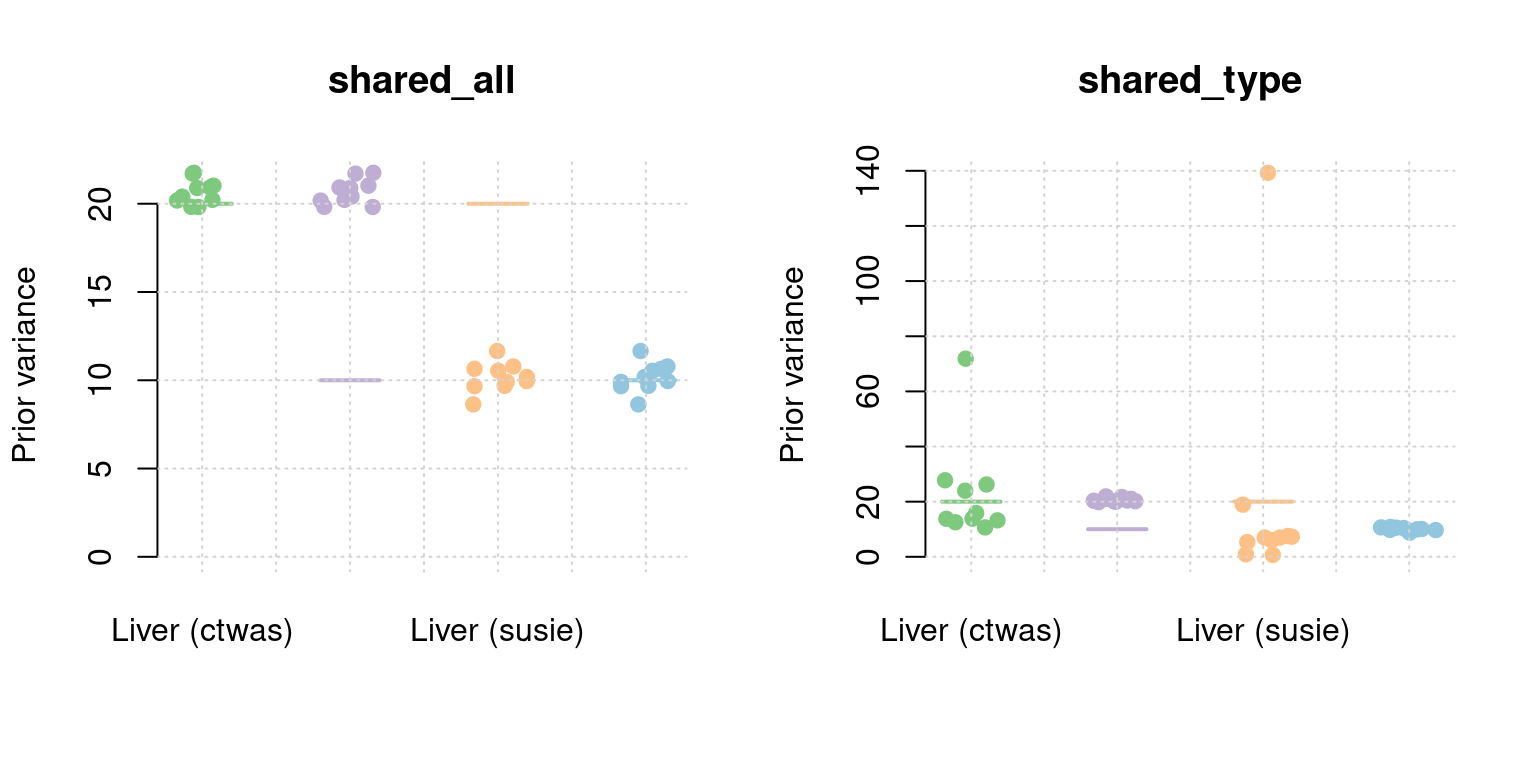 shared_all
Prior variance
20
15
10
5
0
Liver (ctwas)
Liver (susie)
shared_type
Prior variance
140
100
60
20
0
Liver (ctwas)
Liver (susie)